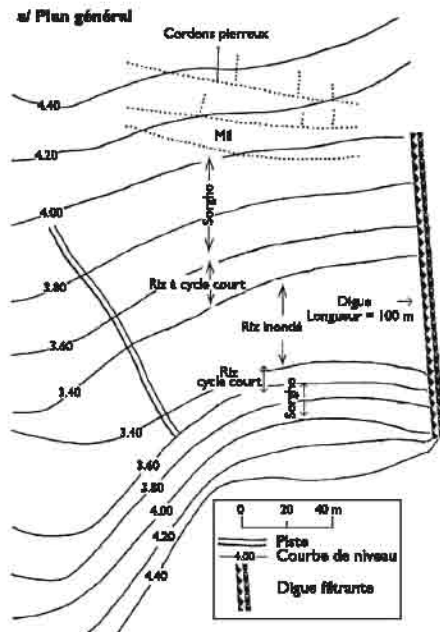 a/ Plan général
Cordons pierreux
4.40
Mil
4.20
4.00
Sorgho
3.80
Riz à cycle court
Digue
Longueur = 100 m
Riz inondé
3.60
3.40
Riz
cycle court
3.40
Sorgho
3.60
3.80
4.00
4.20
4.40
0 20 40 m
Piste
4.00 Courbe de niveau
Digue filtrante